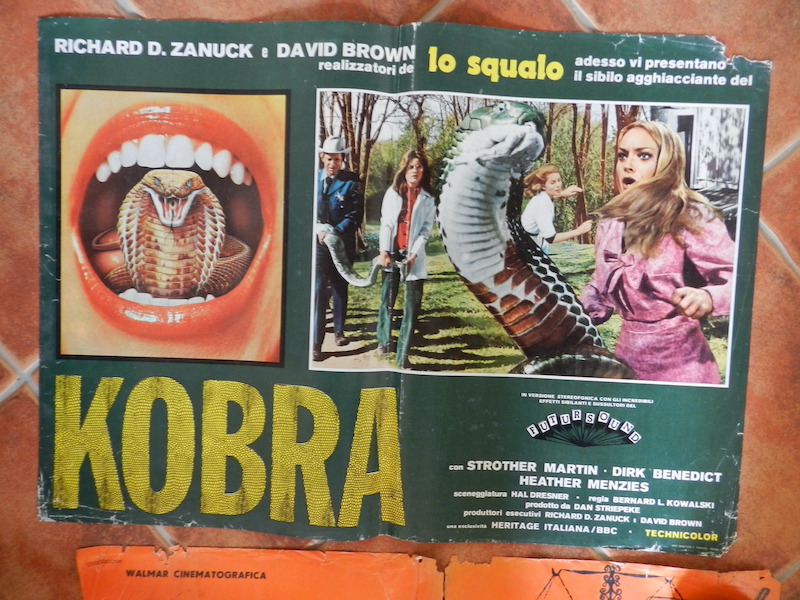 RICHARD D. ZANUCK e DAVID BROWN
realizzatori de
lo squalo
adesso vi presentano
il sibilo agghiacciante del
KOBRA
IN VERSIONE STEREOFONICA CON GLI INCREDIBILI
EFFETTI SIBILANTI E SUSSULTORI DEL
FUTURSOUND
con STROTHER MARTIN · DIRK BENEDICT
HEATHER MENZIES
sceneggiatura HAL DRESNER · regia BERNARD L. KOWALSKI
prodotto da DAN STRIEPEKE
produttori esecutivi RICHARD D. ZANUCK e DAVID BROWN
una esclusività HERITAGE ITALIANA/BBC · TECHNICOLOR
WALMAR CINEMATOGRAFICA